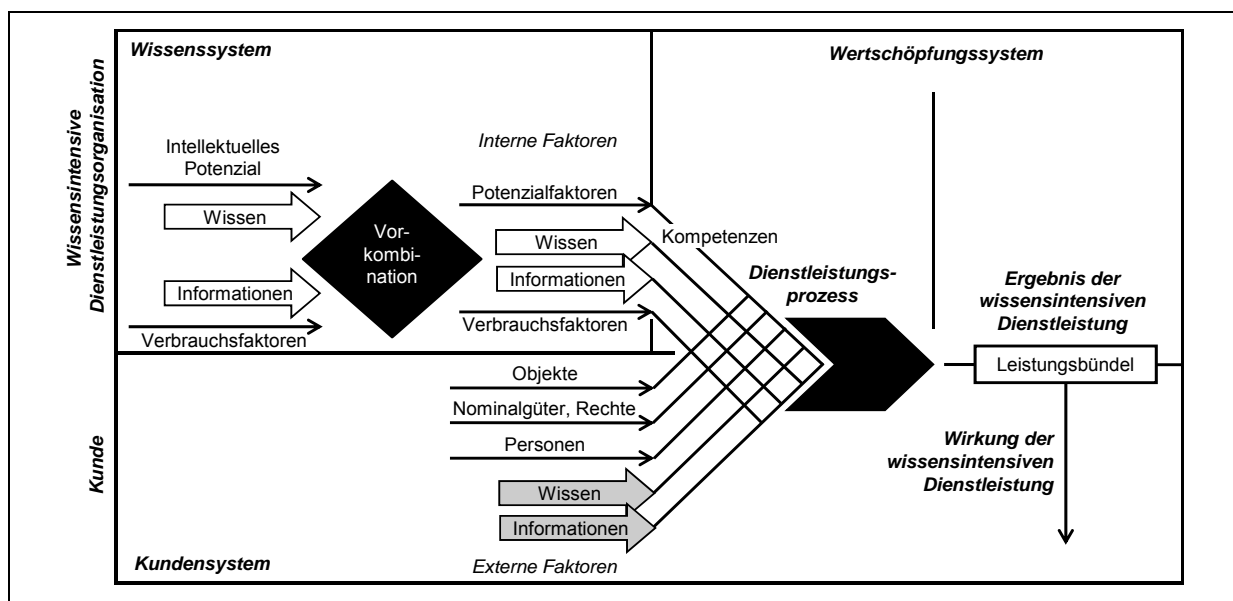 Wissenssystem
Wertschöpfungssystem
Wissensintensive
Dienstleistungsorganisation
Intellektuelles
Potenzial
Wissen
Informationen
Verbrauchsfaktoren
Vor-
kombi-
nation
Interne Faktoren
Potenzialfaktoren
Wissen
Informationen
Verbrauchsfaktoren
Kompetenzen
Dienstleistungs-
prozess
Ergebnis der
wissensintensiven
Dienstleistung
Leistungsbündel
Wirkung der
wissensintensiven
Dienstleistung
Kunde
Objekte
Nominalgüter, Rechte
Personen
Wissen
Informationen
Externe Faktoren
Kundensystem